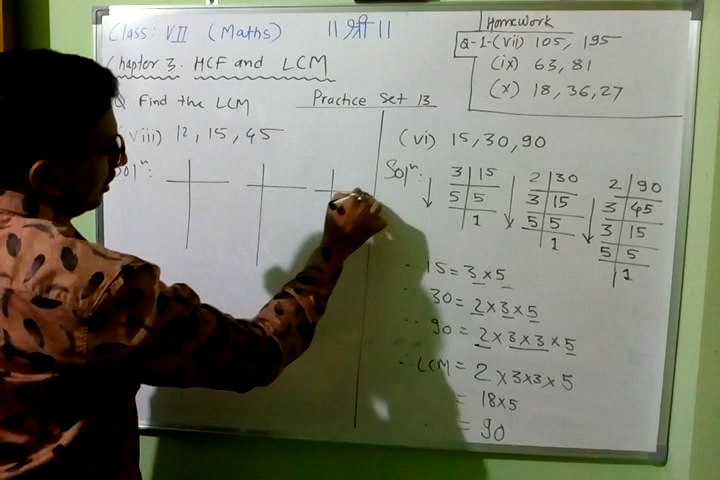 Class: VII (Maths) || श्री ||
Chapter 3. HCF and LCM
Q Find the LCM Practice Set 13
viii) 12, 15, 45
Solⁿ:
Homework
Q-1-(vii) 105, 195
(ix) 63, 81
(x) 18, 36, 27
(vi) 15, 30, 90
Solⁿ:
3 | 15
5 | 5
1
2 | 30
3 | 15
5 | 5
1
2 | 90
3 | 45
3 | 15
5 | 5
1
∴ 15 = 3 × 5
∴ 30 = 2 × 3 × 5
∴ 90 = 2 × 3 × 3 × 5
∴ LCM = 2 × 3 × 3 × 5
= 18 × 5
= 90